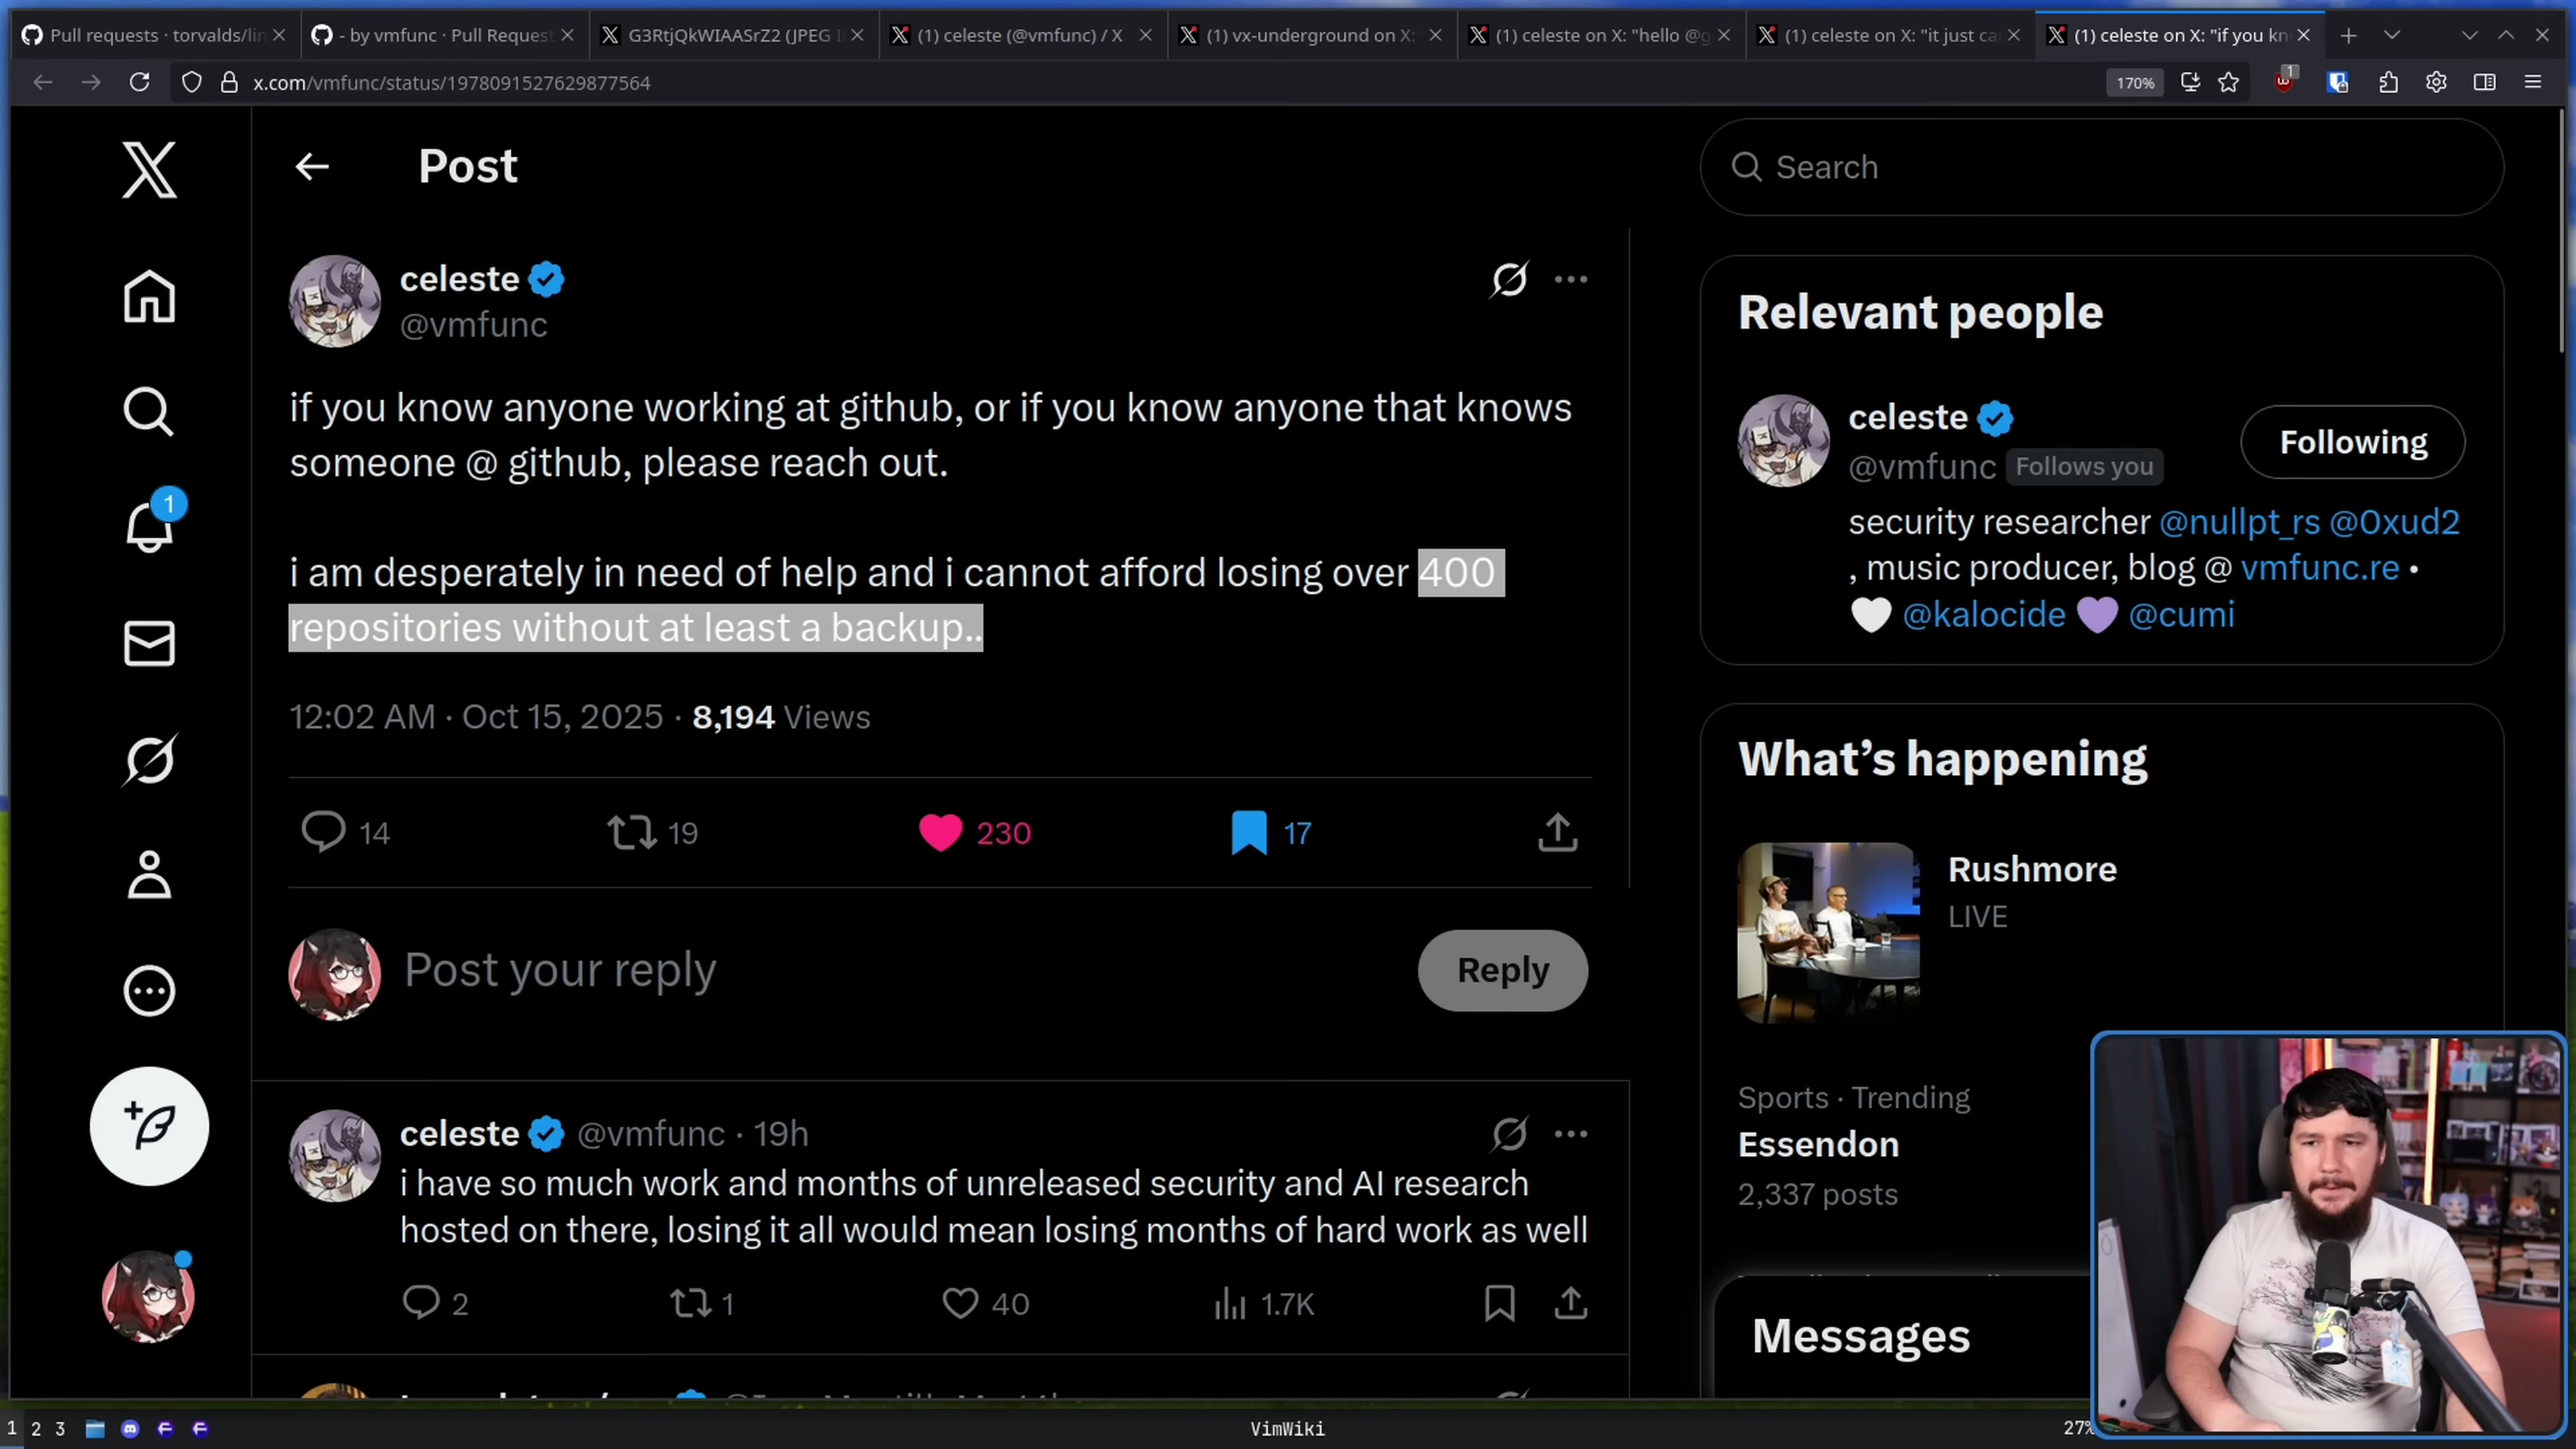 Pull requests · torvalds/lin
- by vmfunc · Pull Request
G3RtjQkWIAASrZ2 (JPEG I
(1) celeste (@vmfunc) / X
(1) vx-underground on X:
(1) celeste on X: "hello @g
(1) celeste on X: "it just ca
(1) celeste on X: "if you kn
x.com/vmfunc/status/1978091527629877564
170%
1
Post
Search
celeste
@vmfunc
if you know anyone working at github, or if you know anyone that knows
someone @ github, please reach out.
i am desperately in need of help and i cannot afford losing over 400
repositories without at least a backup..
12:02 AM · Oct 15, 2025 · 8,194 Views
14
19
230
17
Post your reply
Reply
celeste @vmfunc · 19h
i have so much work and months of unreleased security and AI research
hosted on there, losing it all would mean losing months of hard work as well
2
1
40
1.7K
1
Relevant people
celeste
@vmfunc Follows you
Following
security researcher @nullpt_rs @0xud2
, music producer, blog @ vmfunc.re •
@kalocide @cumi
What's happening
Rushmore
LIVE
Sports · Trending
Essendon
2,337 posts
Messages
1 2 3
VimWiki
27%